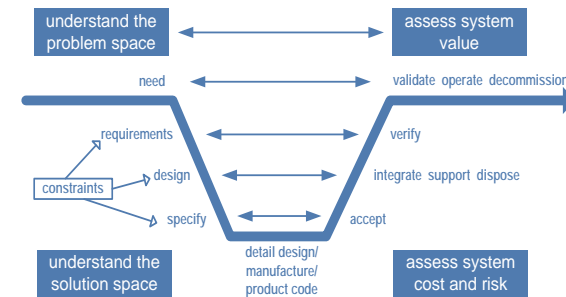 understand the
problem space
assess system
value
need
validate operate decommission
requirements
verify
constraints
design
integrate support dispose
specify
accept
understand the
solution space
detail design/
manufacture/
product code
assess system
cost and risk